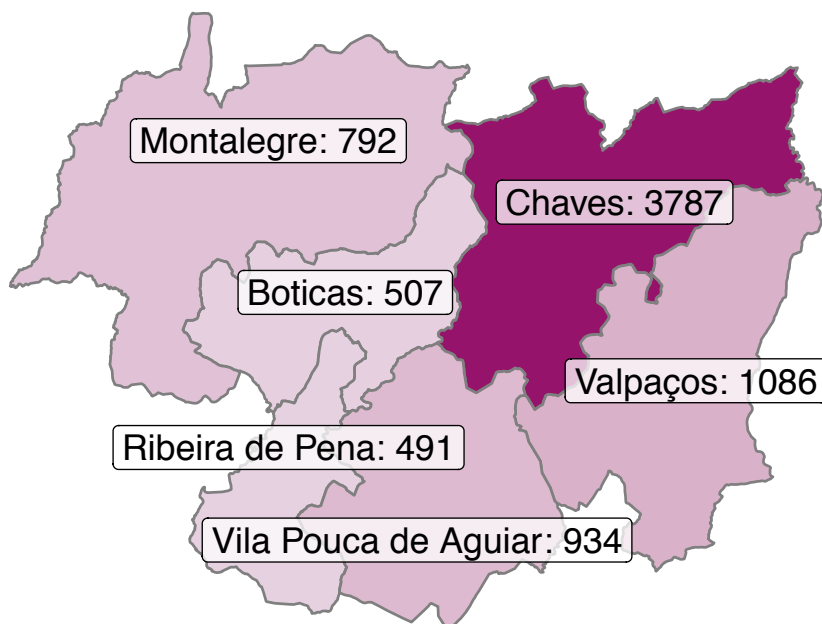 Montalegre: 792
Chaves: 3787
Boticas: 507
Valpaços: 1086
Ribeira de Pena: 491
Vila Pouca de Aguiar: 934